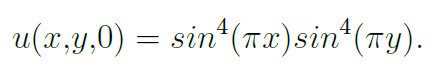 u(x,y,0) = sin⁴(πx)sin⁴(πy).